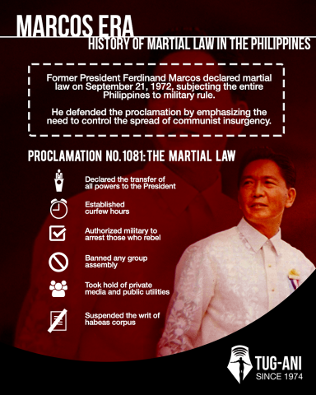 MARCOS ERA
HISTORY OF MARTIAL LAW IN THE PHILIPPINES
Former President Ferdinand Marcos declared martial
law on September 21, 1972, subjecting the entire
Philippines to military rule.
He defended the proclamation by emphasizing the
need to control the spread of communist insurgency.
PROCLAMATION NO.1081:THE MARTIAL LAW
Declared the transfer of
all powers to the President
Established
curfew hours
Authorized military to
arrest those who rebel
Banned any group
assembly
Took hold of private
media and public utilities
Suspended the writ of
habeas corpus
TUG-ANI
SINCE 1974